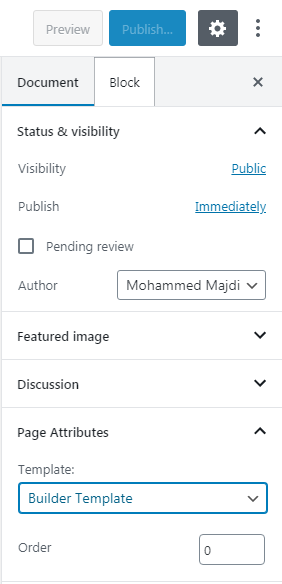 Preview Publish...
Document Block
Status & visibility
Visibility Public
Publish Immediately
Pending review
Author Mohammed Majdi
Featured image
Discussion
Page Attributes
Template:
Builder Template
Order 0